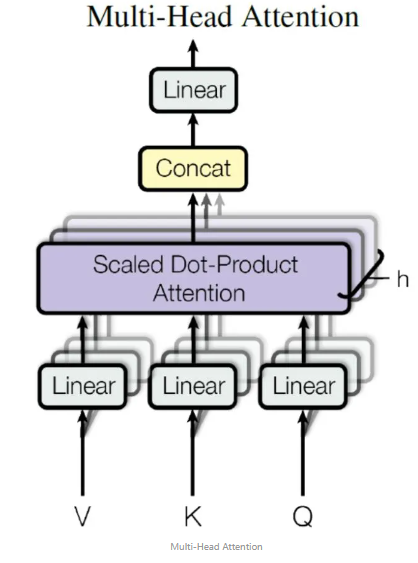 Multi-Head Attention
Linear
Concat
Scaled Dot-Product
Attention
h
Linear Linear Linear
V K Q
Multi-Head Attention